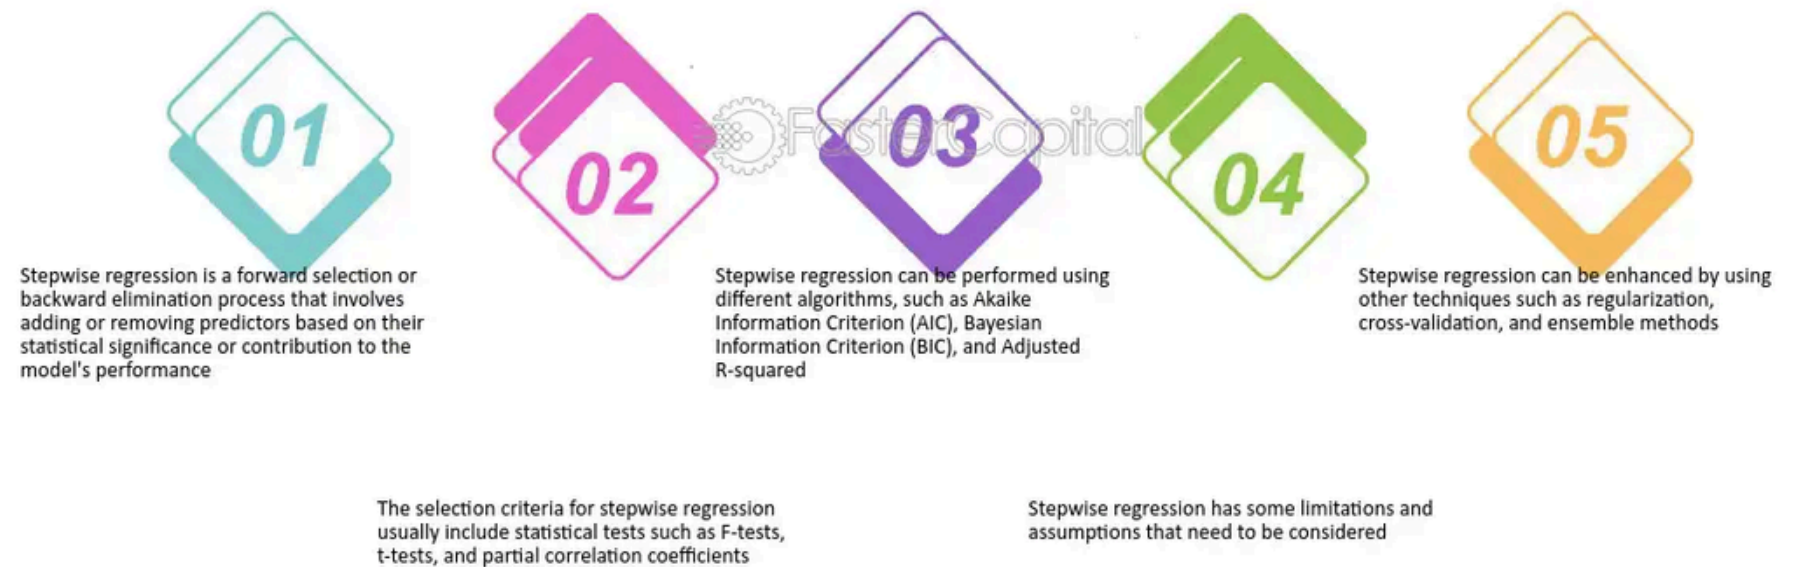 01
02
03
04
05
FasterCapital
Stepwise regression is a forward selection or
backward elimination process that involves
adding or removing predictors based on their
statistical significance or contribution to the
model's performance
Stepwise regression can be performed using
different algorithms, such as Akaike
Information Criterion (AIC), Bayesian
Information Criterion (BIC), and Adjusted
R-squared
Stepwise regression can be enhanced by using
other techniques such as regularization,
cross-validation, and ensemble methods
The selection criteria for stepwise regression
usually include statistical tests such as F-tests,
t-tests, and partial correlation coefficients
Stepwise regression has some limitations and
assumptions that need to be considered